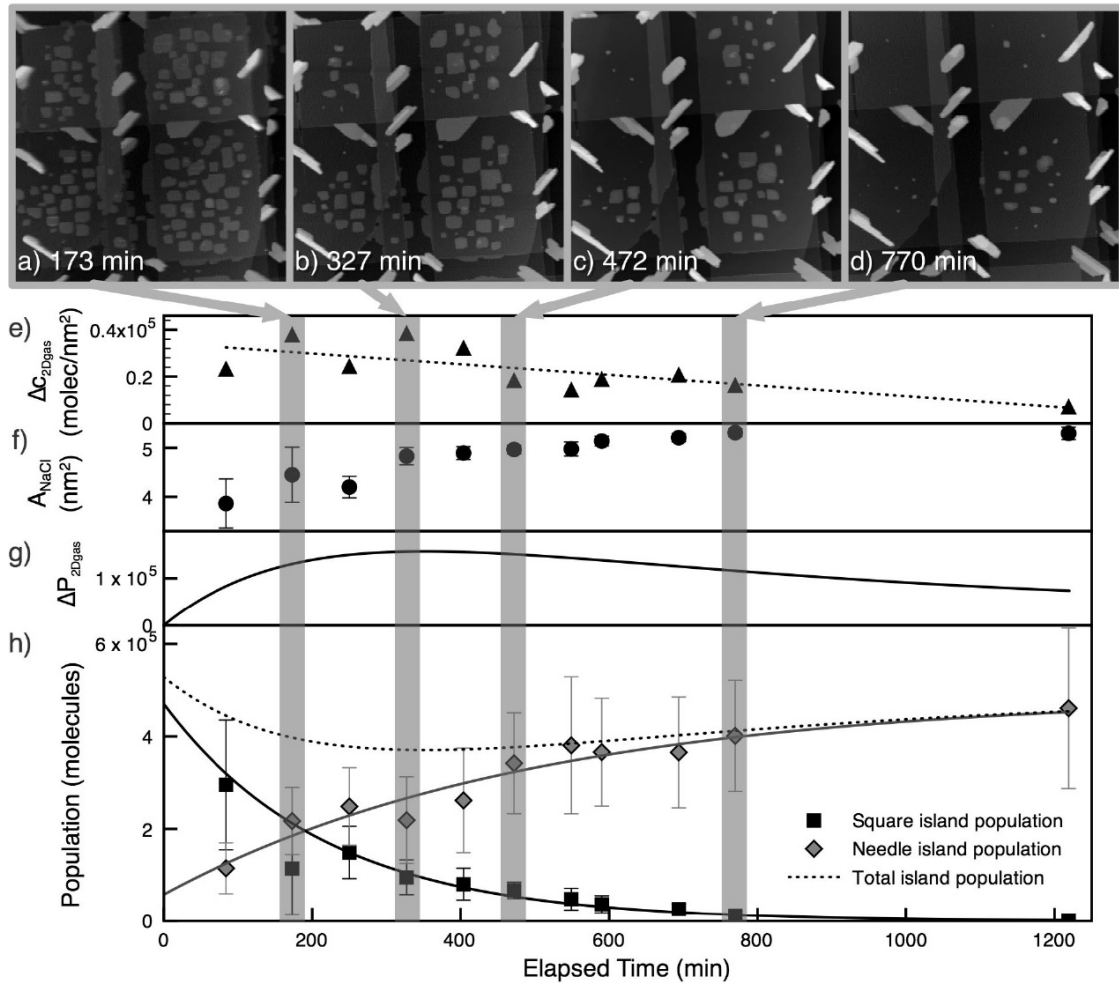 a) 173 min
b) 327 min
c) 472 min
d) 770 min
e)
Δc2Dgas
(molec/nm²)
0.4x10⁵
0.2
0
f)
ANaCl
(nm²)
5
4
g)
ΔP2Dgas
1 x 10⁵
0
h)
Population (molecules)
6 x 10⁵
4
2
0
Square island population
Needle island population
Total island population
0 200 400 600 800 1000 1200
Elapsed Time (min)